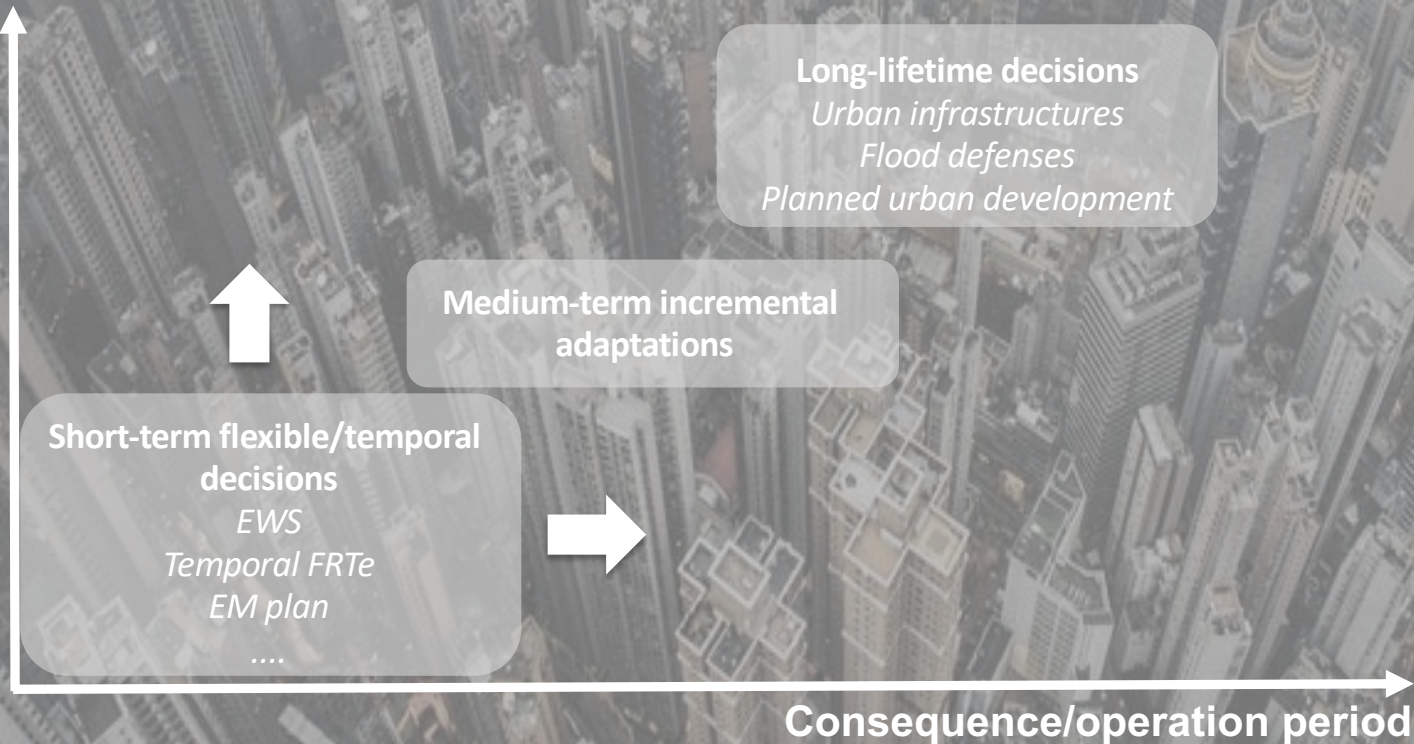 Long-lifetime decisions
Urban infrastructures
Flood defenses
Planned urban development
Medium-term incremental
adaptations
Short-term flexible/temporal
decisions
EWS
Temporal FRTe
EM plan
....
Consequence/operation period